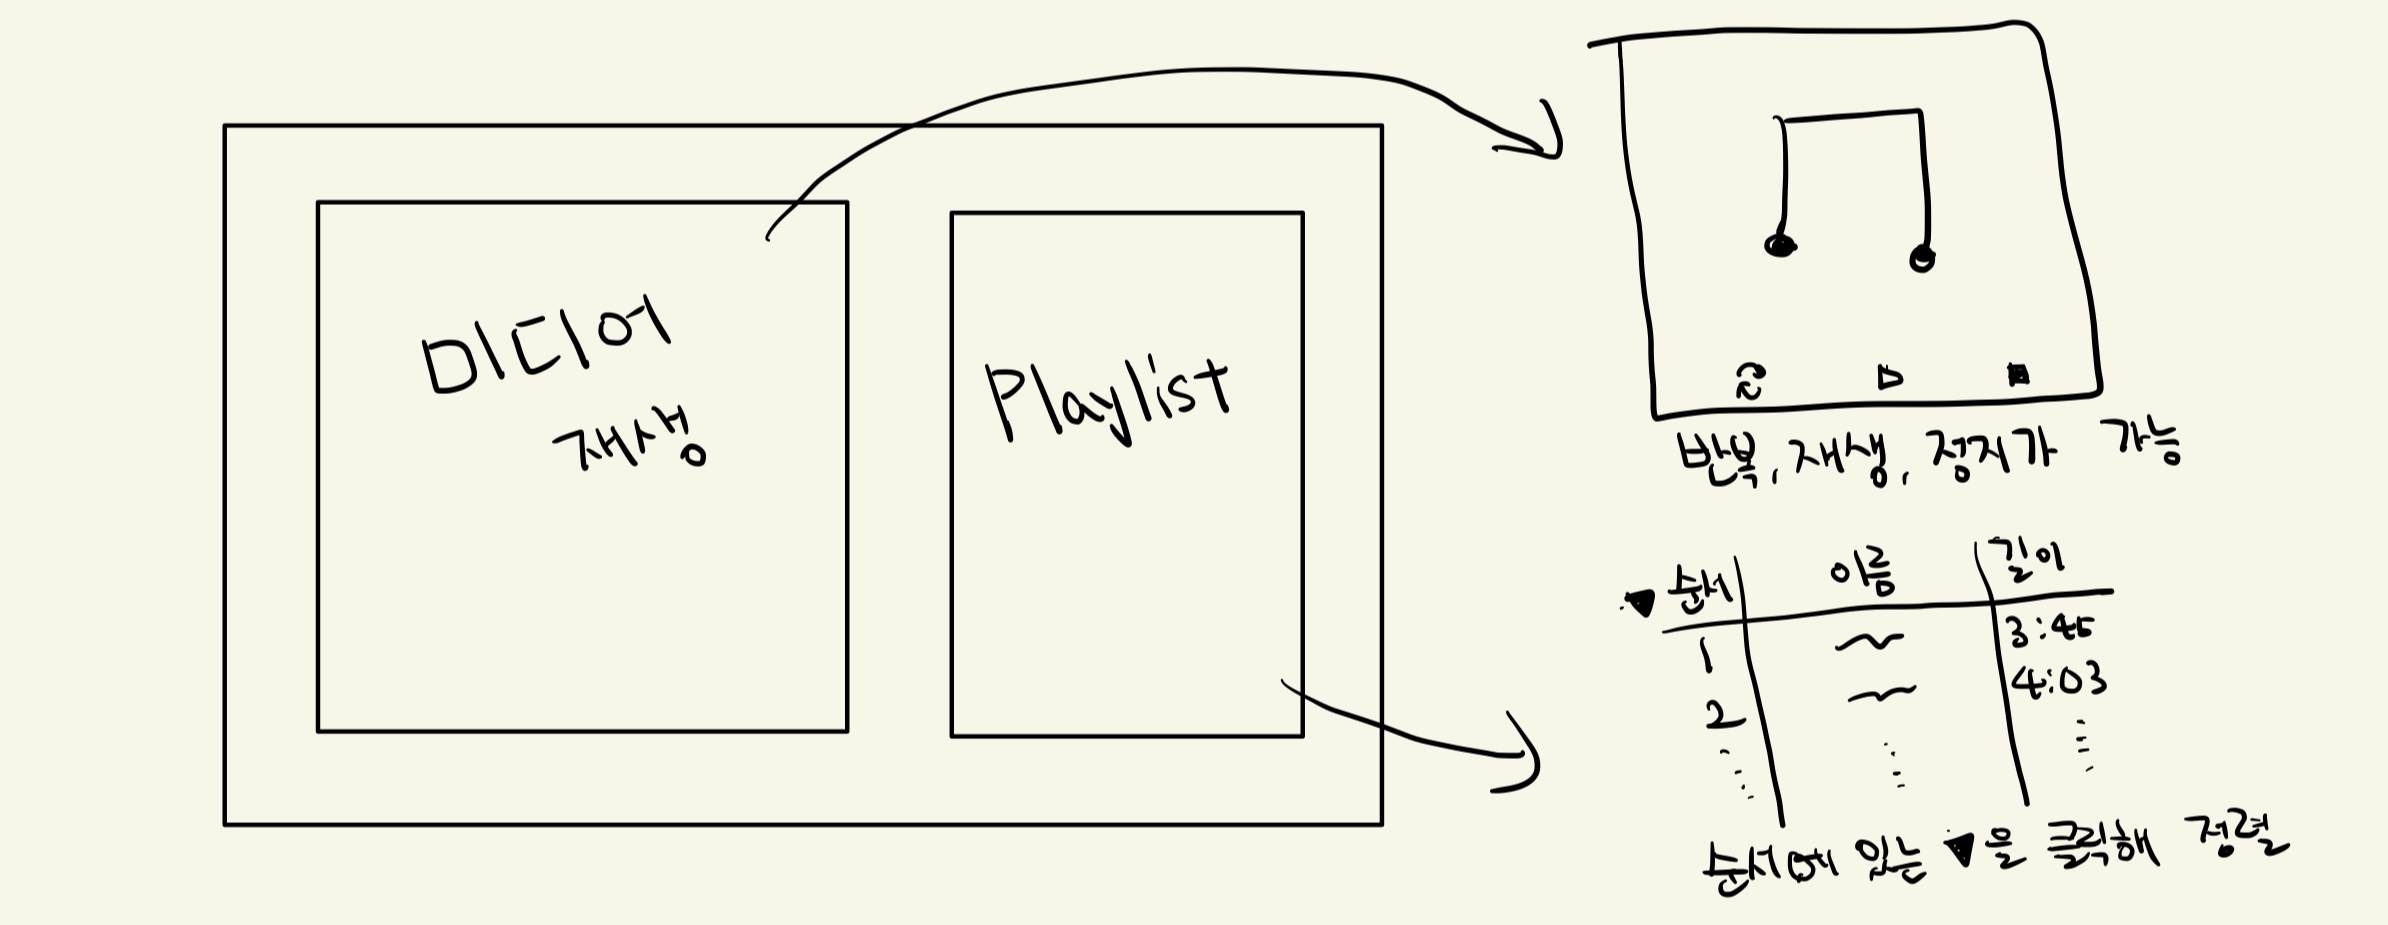 미디어
재생
Playlist
반복, 재생, 정지가 가능
▼ 순서 이름 길이
1 3:45
2 4:03
순서에 있는 ▼을 클릭해 정렬